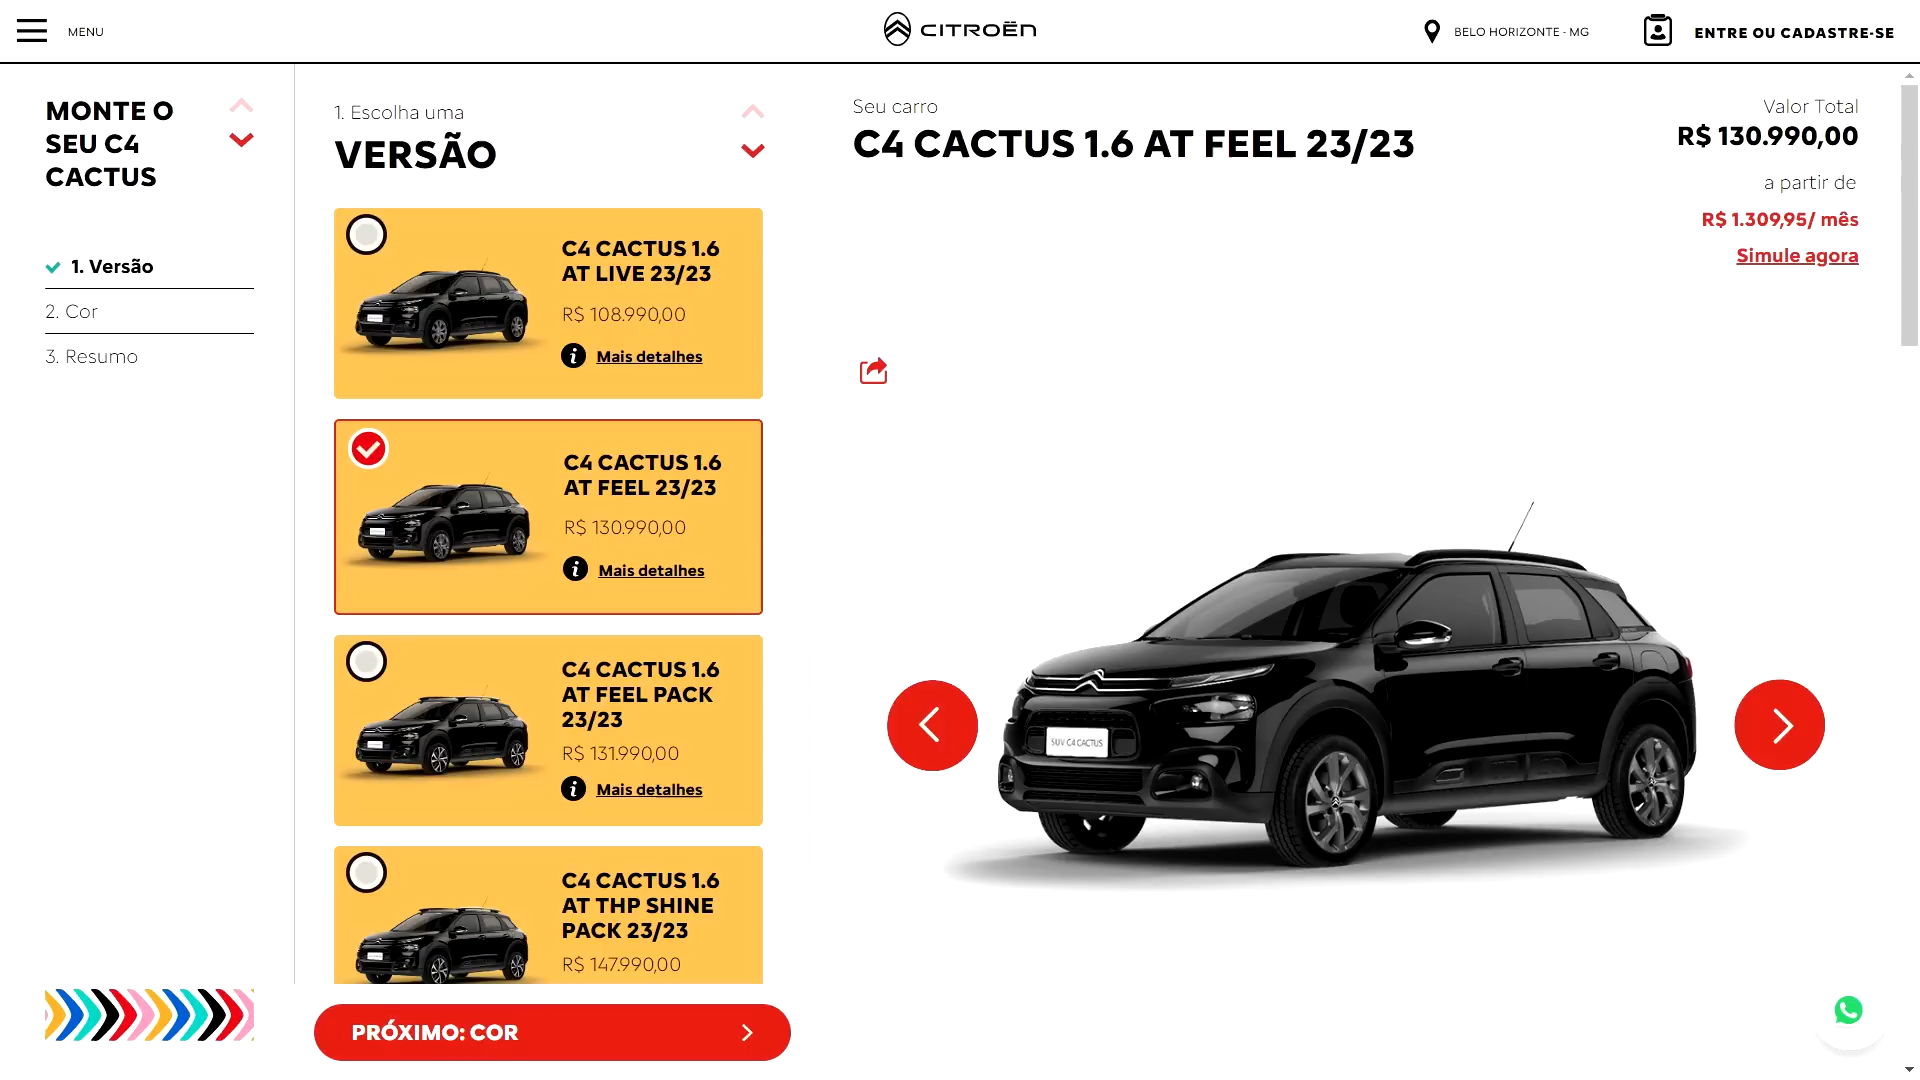 MENU
CITROËN
BELO HORIZONTE - MG
ENTRE OU CADASTRE-SE
MONTE O
SEU C4
CACTUS
1. Versão
2. Cor
3. Resumo
1. Escolha uma
VERSÃO
C4 CACTUS 1.6
AT LIVE 23/23
R$ 108.990,00
Mais detalhes
C4 CACTUS 1.6
AT FEEL 23/23
R$ 130.990,00
Mais detalhes
C4 CACTUS 1.6
AT FEEL PACK
23/23
R$ 131.990,00
Mais detalhes
C4 CACTUS 1.6
AT THP SHINE
PACK 23/23
R$ 147.990,00
PRÓXIMO: COR
Seu carro
C4 CACTUS 1.6 AT FEEL 23/23
Valor Total
R$ 130.990,00
a partir de
R$ 1.309,95/ mês
Simule agora
SUV C4 CACTUS